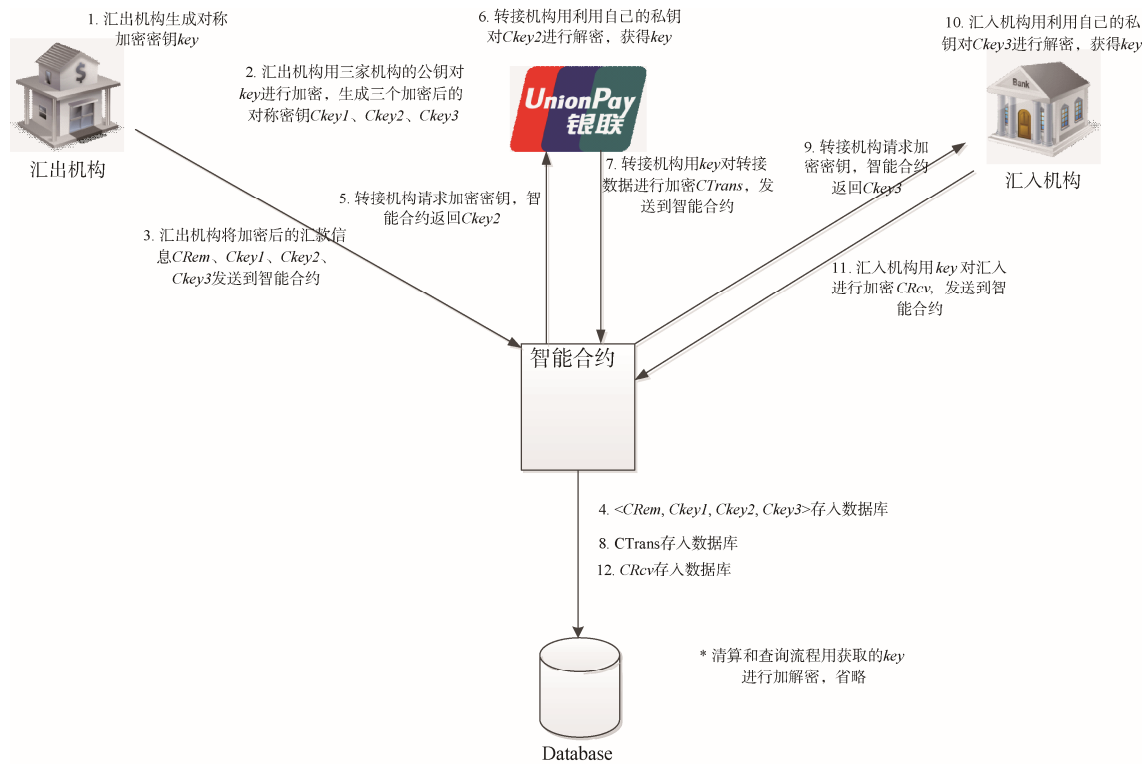 1. 汇出机构生成对称
加密密钥key
$
汇出机构
2. 汇出机构用三家机构的公钥对
key进行加密，生成三个加密后的
对称密钥Ckey1、Ckey2、Ckey3
3. 汇出机构将加密后的汇款信
息CRem、Ckey1、Ckey2、
Ckey3发送到智能合约
6. 转接机构用利用自己的私钥
对Ckey2进行解密，获得key
UnionPay
银联
5. 转接机构请求加密密钥，智
能合约返回Ckey2
7. 转接机构用key对转接
数据进行加密CTrans，发
送到智能合约
10. 汇入机构用利用自己的私
钥对Ckey3进行解密，获得key
Bank
汇入机构
9. 转接机构请求加
密密钥，智能合约
返回Ckey3
11. 汇入机构用 key 对汇入
进行加密 CRcv，发送到智
能合约
智能合约
4. <CRem, Ckey1, Ckey2, Ckey3>存入数据库
8. CTrans存入数据库
12. CRcv存入数据库
* 清算和查询流程用获取的key
进行加解密，省略
Database